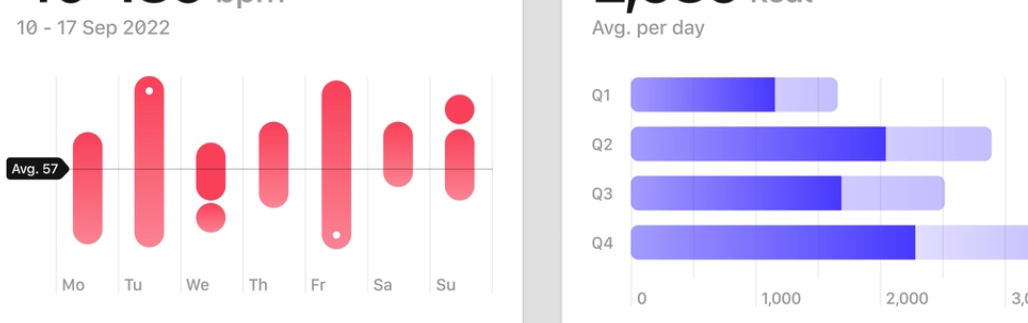 bpm
10 - 17 Sep 2022
Avg. 57
Mo Tu We Th Fr Sa Su
Avg. per day
Q1
Q2
Q3
Q4
0 1,000 2,000